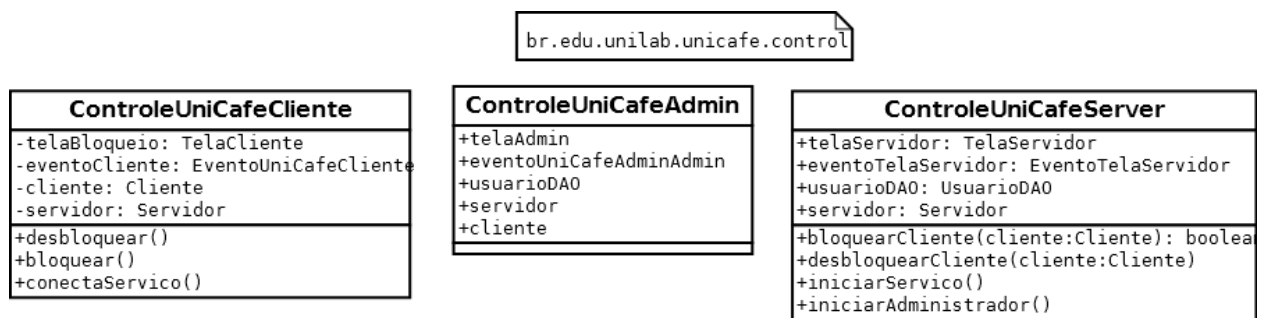 br.edu.unilab.unicafe.control
ControleUniCafeCliente
-telaBloqueio: TelaCliente
-eventoCliente: EventoUniCafeCliente
-cliente: Cliente
-servidor: Servidor
+desbloquear()
+bloquear()
+conectaServico()
ControleUniCafeAdmin
+telaAdmin
+eventoUniCafeAdminAdmin
+usuarioDAO
+servidor
+cliente
ControleUniCafeServer
+telaServidor: TelaServidor
+eventoTelaServidor: EventoTelaServidor
+usuarioDAO: UsuarioDAO
+servidor: Servidor
+bloquearCliente(cliente:Cliente): boolean
+desbloquearCliente(cliente:Cliente)
+iniciarServico()
+iniciarAdministrador()